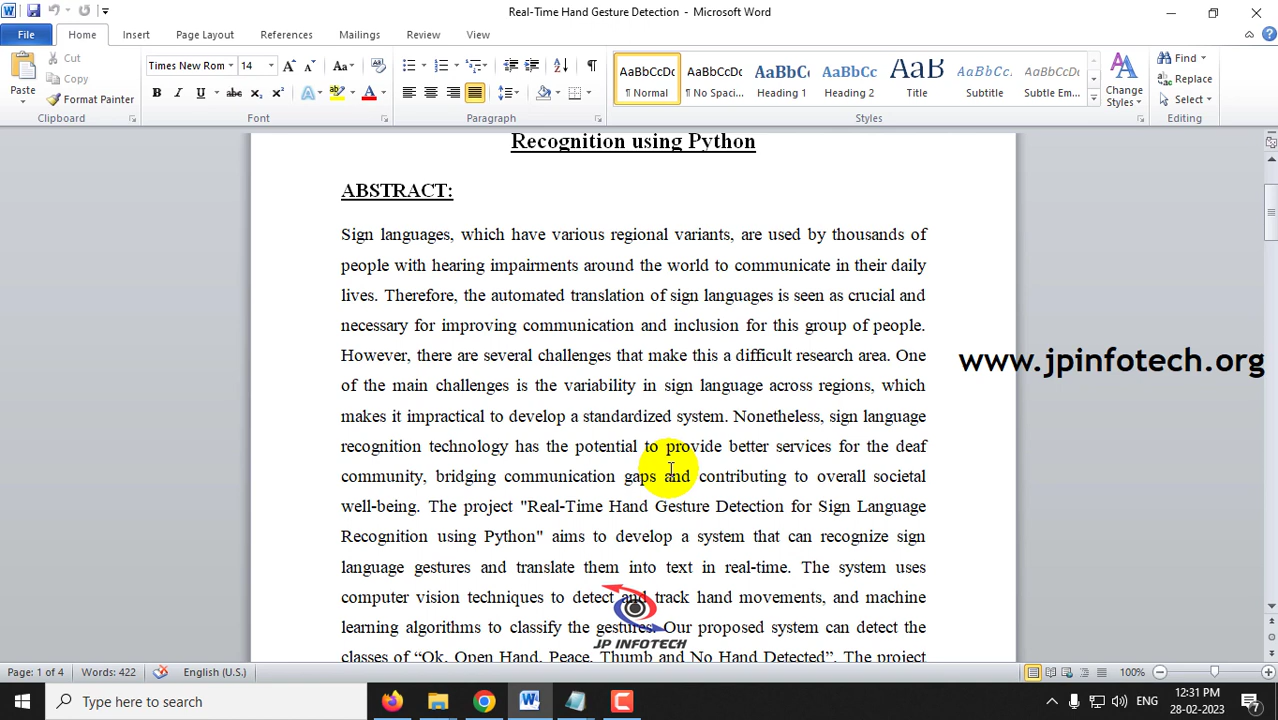 Real-Time Hand Gesture Detection - Microsoft Word
File Home Insert Page Layout References Mailings Review View
Cut
Copy
Format Painter
Paste
Clipboard
Times New Rom 14
Font
Paragraph
AaBbCcDc AaBbCcDc AaBbC AaBbCc AaB AaBbCcL AaBbCcDc
¶ Normal ¶ No Spaci... Heading 1 Heading 2 Title Subtitle Subtle Em...
Change
Styles
Styles
Find
Replace
Select
Editing
Recognition using Python
ABSTRACT:
Sign languages, which have various regional variants, are used by thousands of
people with hearing impairments around the world to communicate in their daily
lives. Therefore, the automated translation of sign languages is seen as crucial and
necessary for improving communication and inclusion for this group of people.
However, there are several challenges that make this a difficult research area. One
of the main challenges is the variability in sign language across regions, which
makes it impractical to develop a standardized system. Nonetheless, sign language
recognition technology has the potential to provide better services for the deaf
community, bridging communication gaps and contributing to overall societal
well-being. The project "Real-Time Hand Gesture Detection for Sign Language
Recognition using Python" aims to develop a system that can recognize sign
language gestures and translate them into text in real-time. The system uses
computer vision techniques to detect and track hand movements, and machine
learning algorithms to classify the gestures. Our proposed system can detect the
classes of “Ok, Open Hand, Peace, Thumb and No Hand Detected”. The project
www.jpinfotech.org
JP INFOTECH
Page: 1 of 4 Words: 422 English (U.S.) 100%
Type here to search
ENG
12:31 PM
28-02-2023
7